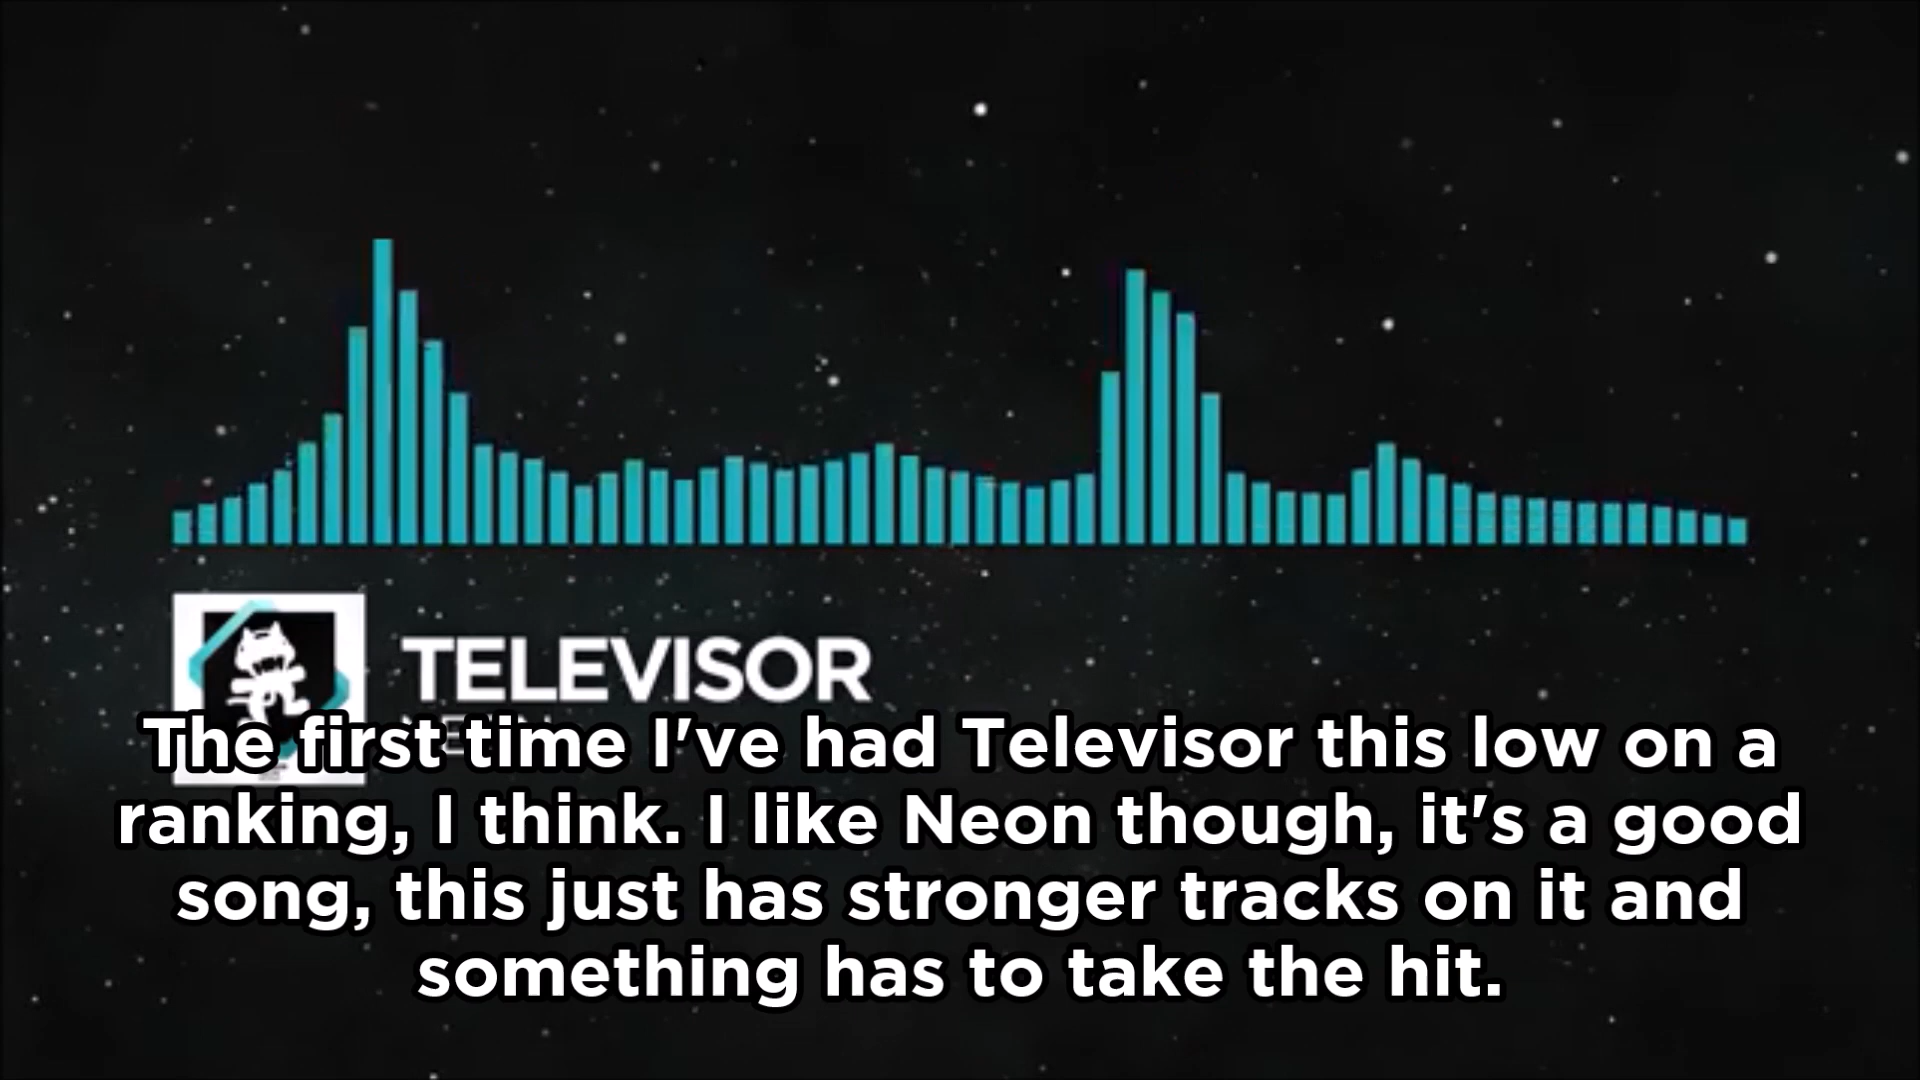 TELEVISOR
The first time I've had Televisor this low on a
ranking, I think. I like Neon though, it's a good
song, this just has stronger tracks on it and
something has to take the hit.